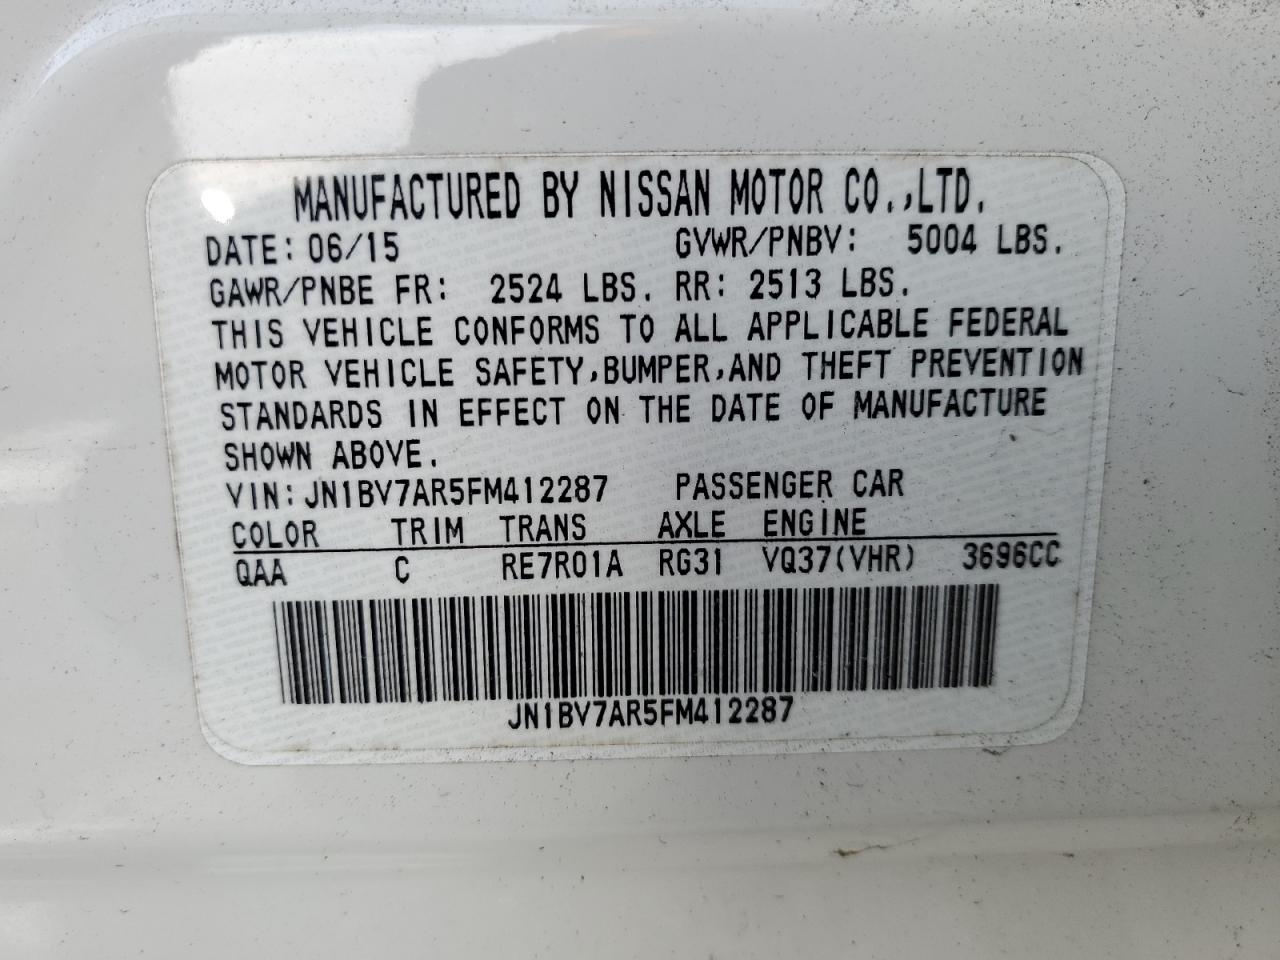 MANUFACTURED BY NISSAN MOTOR CO.,LTD.
DATE: 06/15 GVWR/PNBV: 5004 LBS.
GAWR/PNBE FR: 2524 LBS. RR: 2513 LBS.
THIS VEHICLE CONFORMS TO ALL APPLICABLE FEDERAL
MOTOR VEHICLE SAFETY,BUMPER,AND THEFT PREVENTION
STANDARDS IN EFFECT ON THE DATE OF MANUFACTURE
SHOWN ABOVE.
VIN: JN1BV7AR5FM412287 PASSENGER CAR
COLOR TRIM TRANS AXLE ENGINE
QAA C RE7R01A RG31 VQ37(VHR) 3696CC
JN1BV7AR5FM412287